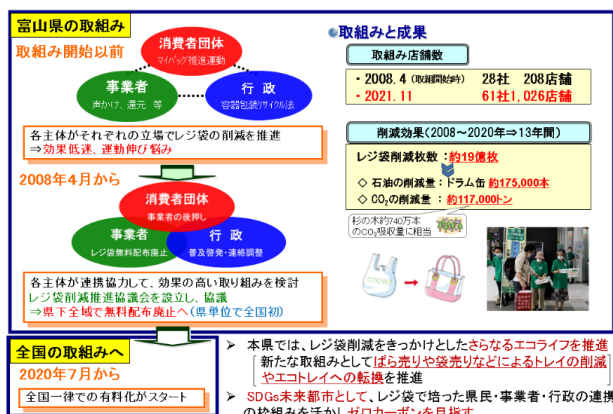 富山県の取組み
取組み開始以前
消費者団体
マイバッグ推進運動
事業者
声かけ、還元 等
行 政
容器包装リサイクル法
各主体がそれぞれの立場でレジ袋の削減を推進
⇒効果低迷、運動伸び悩み
2008年4月から
消費者団体
事業者の後押し
事業者
レジ袋無料配布廃止
行 政
普及啓発・連絡調整
各主体が連携協力して、効果の高い取り組みを検討
レジ袋削減推進協議会を設立し、協議
⇒県下全域で無料配布廃止へ(県単位で全国初)
取組みと成果
取組み店舗数
・2008.4 (取組開始時) 28社 208店舗
・2021.11 61社1,026店舗
削減効果(2008~2020年⇒13年間)
レジ袋削減枚数:約19億枚
◇ 石油の削減量:ドラム缶 約175,000本
◇ CO₂の削減量 : 約117,000トン
杉の木約740万本
のCO₂吸収量に相当
全国の取組みへ
2020年7月から
全国一律での有料化がスタート
➢ 本県では、レジ袋削減をきっかけとしたさらなるエコライフを推進
[新たな取組みとしてばら売りや袋売りなどによるトレイの削減
やエコトレイへの転換を推進
➢ SDGs未来都市として、レジ袋で培った県民・事業者・行政の連携
の枠組みを活かしゼロカーボンを目指す